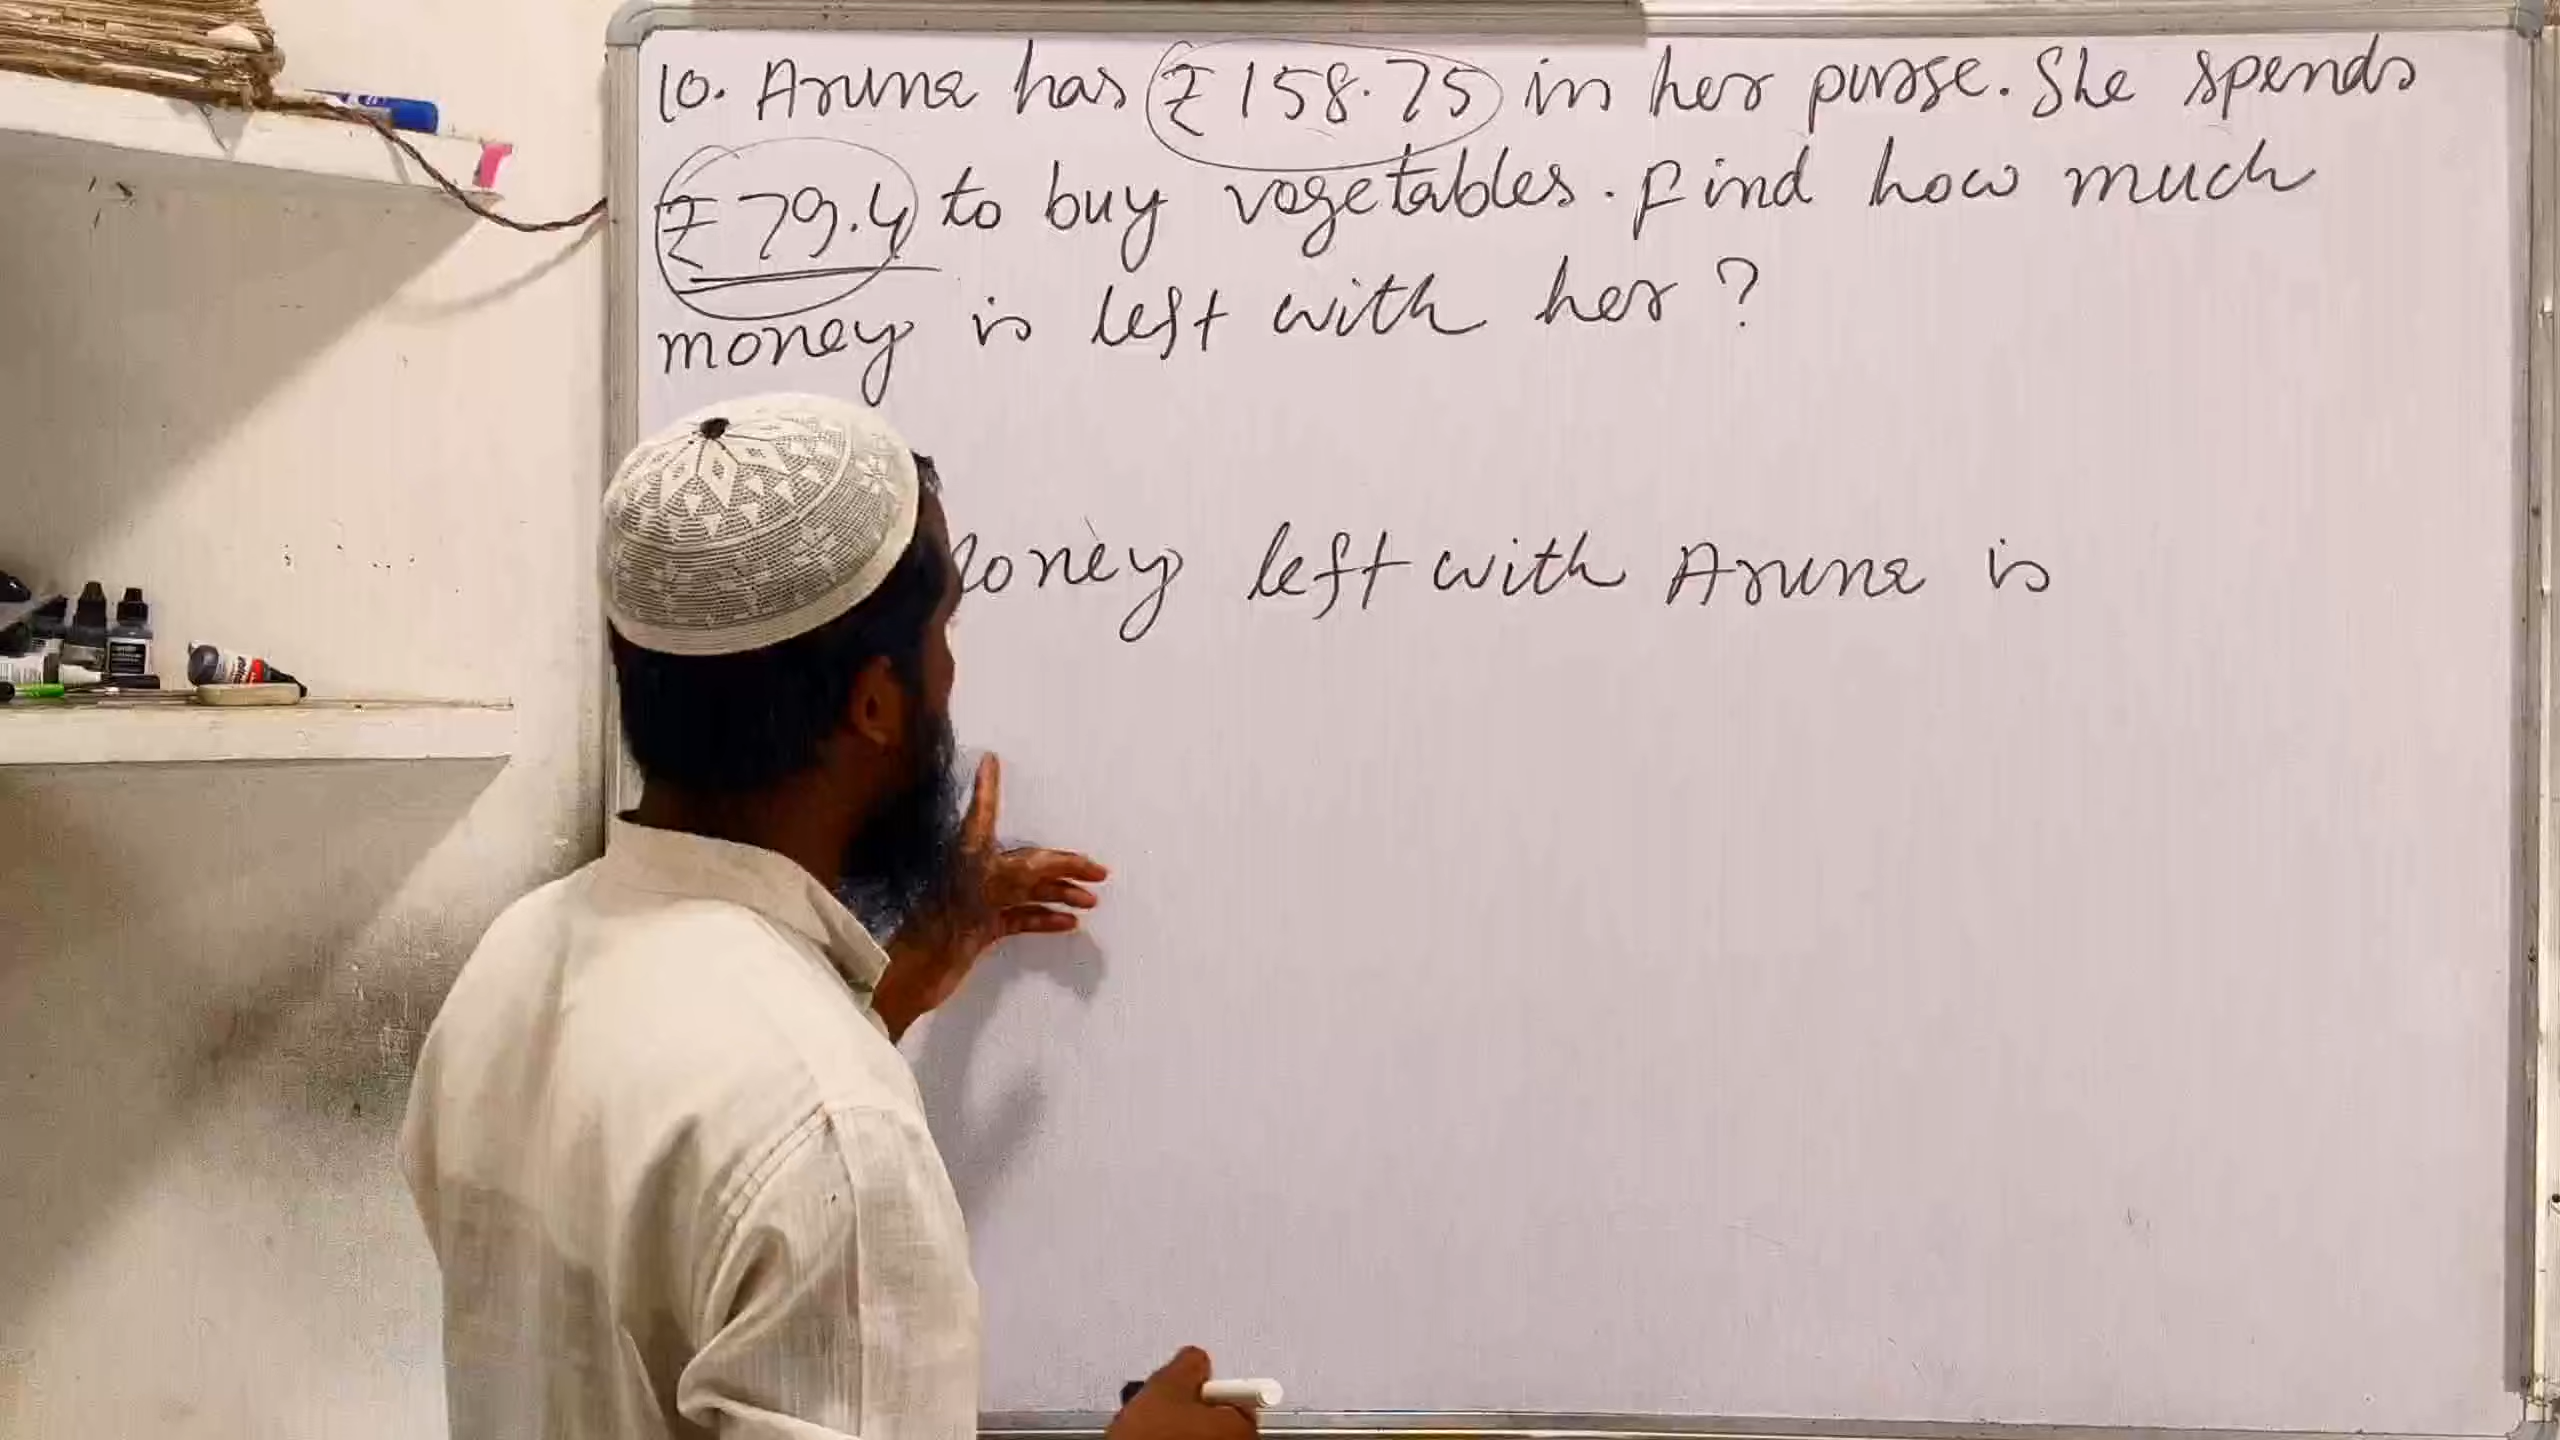 10. Aruna has ₹158.75 in her purse. She spends
₹79.4 to buy vegetables. Find how much
money is left with her?
oney left with Aruna is